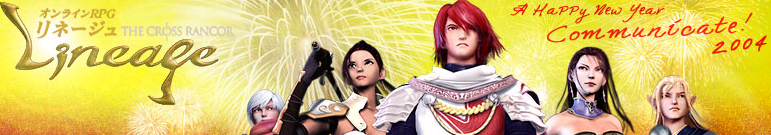 オンラインRPG
リネージュ
THE CROSS RANCOR
Lineage
A HaPPy New Year
Communicate!
2004